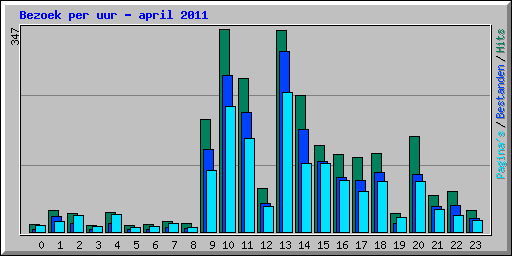 Bezoek per uur - april 2011
347
Pagina's / Bestanden / Hits
0 1 2 3 4 5 6 7 8 9 10 11 12 13 14 15 16 17 18 19 20 21 22 23